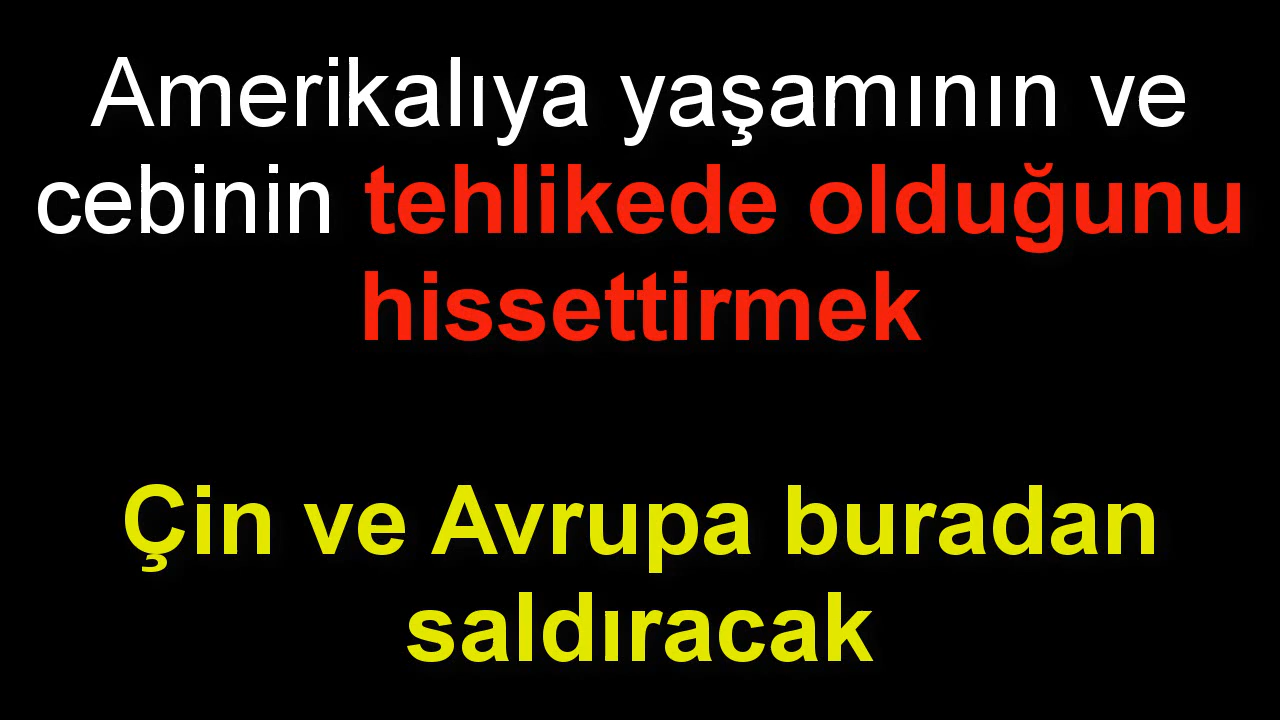 Amerikalıya yaşamının ve
cebinin tehlikede olduğunu
hissettirmek
Çin ve Avrupa buradan
saldıracak